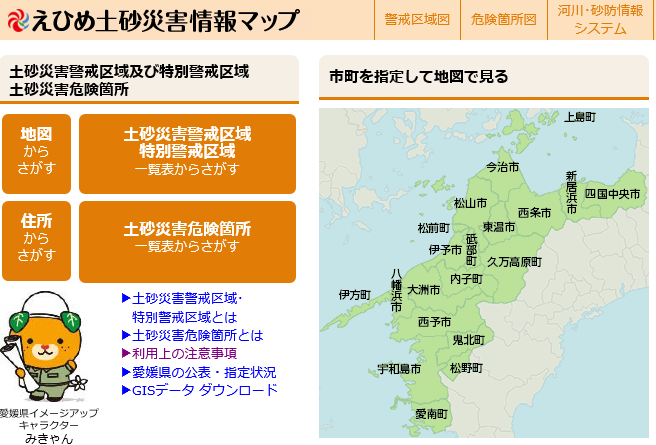 えひめ土砂災害情報マップ
警戒区域図
危険箇所図
河川・砂防情報
システム
土砂災害警戒区域及び特別警戒区域
土砂災害危険箇所
地図
から
さがす
土砂災害警戒区域
特別警戒区域
一覧表からさがす
住所
から
さがす
土砂災害危険箇所
一覧表からさがす
▶土砂災害警戒区域・
特別警戒区域とは
▶土砂災害危険箇所とは
▶利用上の注意事項
▶愛媛県の公表・指定状況
▶GISデータ ダウンロード
愛媛県イメージアップ
キャラクター
みきゃん
市町を指定して地図で見る
上島町
今治市
新居浜市
四国中央市
松山市
西条市
松前町
東温市
砥部町
伊予市
久万高原町
八幡浜市
内子町
伊方町
大洲市
西予市
鬼北町
宇和島市
松野町
愛南町